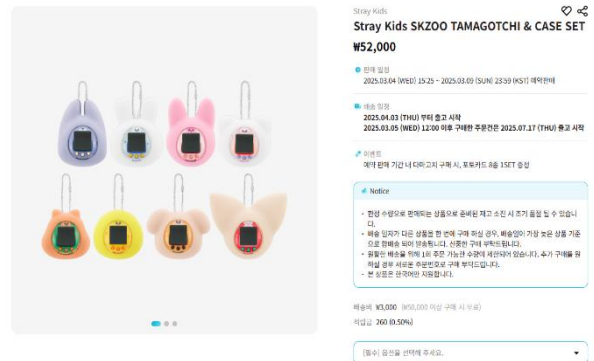 Stray Kids
Stray Kids SKZOO TAMAGOTCHI & CASE SET
₩52,000
판매 일정
2025.03.04 (WED) 15:25 ~ 2025.03.09 (SUN) 23:59 (KST) 예약판매
배송 일정
2025.04.03 (THU) 부터 출고 시작
2025.03.05 (WED) 12:00 이후 구매한 주문건은 2025.07.17 (THU) 출고 시작
이벤트
예약 판매 기간 내 다마고치 구매 시, 포토카드 8종 1SET 증정
Notice
- 한정 수량으로 판매되는 상품으로 준비된 재고 소진 시 조기 품절 될 수 있습니
다.
- 배송 일자가 다른 상품을 한 번에 구매 하실 경우, 배송일이 가장 늦은 상품 기준
으로 합배송 되어 발송됩니다. 신중한 구매 부탁드립니다.
- 원활한 배송을 위해 1회 주문 가능한 수량이 제한되어 있습니다. 추가 구매를 원
하실 경우 새로운 주문번호로 구매 부탁드립니다.
- 본 상품은 한국어만 지원합니다.
배송비 ₩3,000 (₩50,000 이상 구매 시 무료)
적립금 260 (0.50%)
[필수] 옵션을 선택해 주세요.